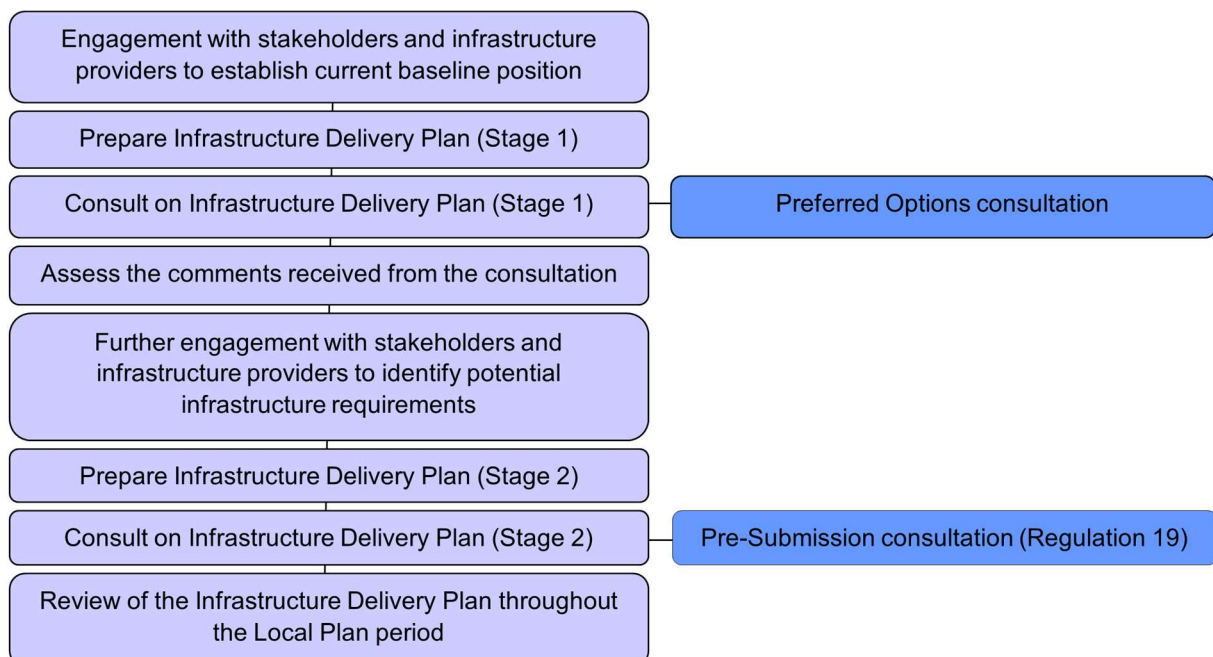 Engagement with stakeholders and infrastructure
providers to establish current baseline position
Prepare Infrastructure Delivery Plan (Stage 1)
Consult on Infrastructure Delivery Plan (Stage 1)
Preferred Options consultation
Assess the comments received from the consultation
Further engagement with stakeholders and
infrastructure providers to identify potential
infrastructure requirements
Prepare Infrastructure Delivery Plan (Stage 2)
Consult on Infrastructure Delivery Plan (Stage 2)
Pre-Submission consultation (Regulation 19)
Review of the Infrastructure Delivery Plan throughout
the Local Plan period